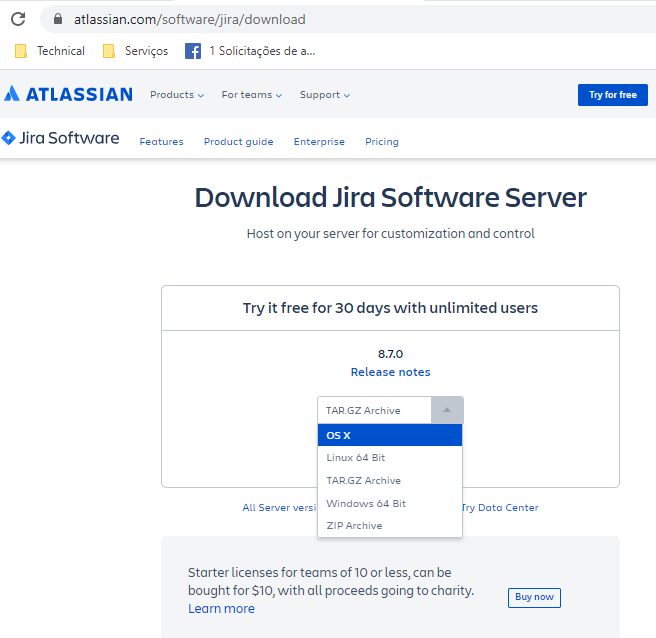 atlassian.com/software/jira/download
Technical Serviços 1 Solicitações de a...
ATLASSIAN Products For teams Support Try for free
Jira Software Features Product guide Enterprise Pricing
Download Jira Software Server
Host on your server for customization and control
Try it free for 30 days with unlimited users
8.7.0
Release notes
TAR.GZ Archive
OS X
Linux 64 Bit
TAR.GZ Archive
Windows 64 Bit
ZIP Archive
All Server versi Try Data Center
Starter licenses for teams of 10 or less, can be
bought for $10, with all proceeds going to charity.
Learn more
Buy now